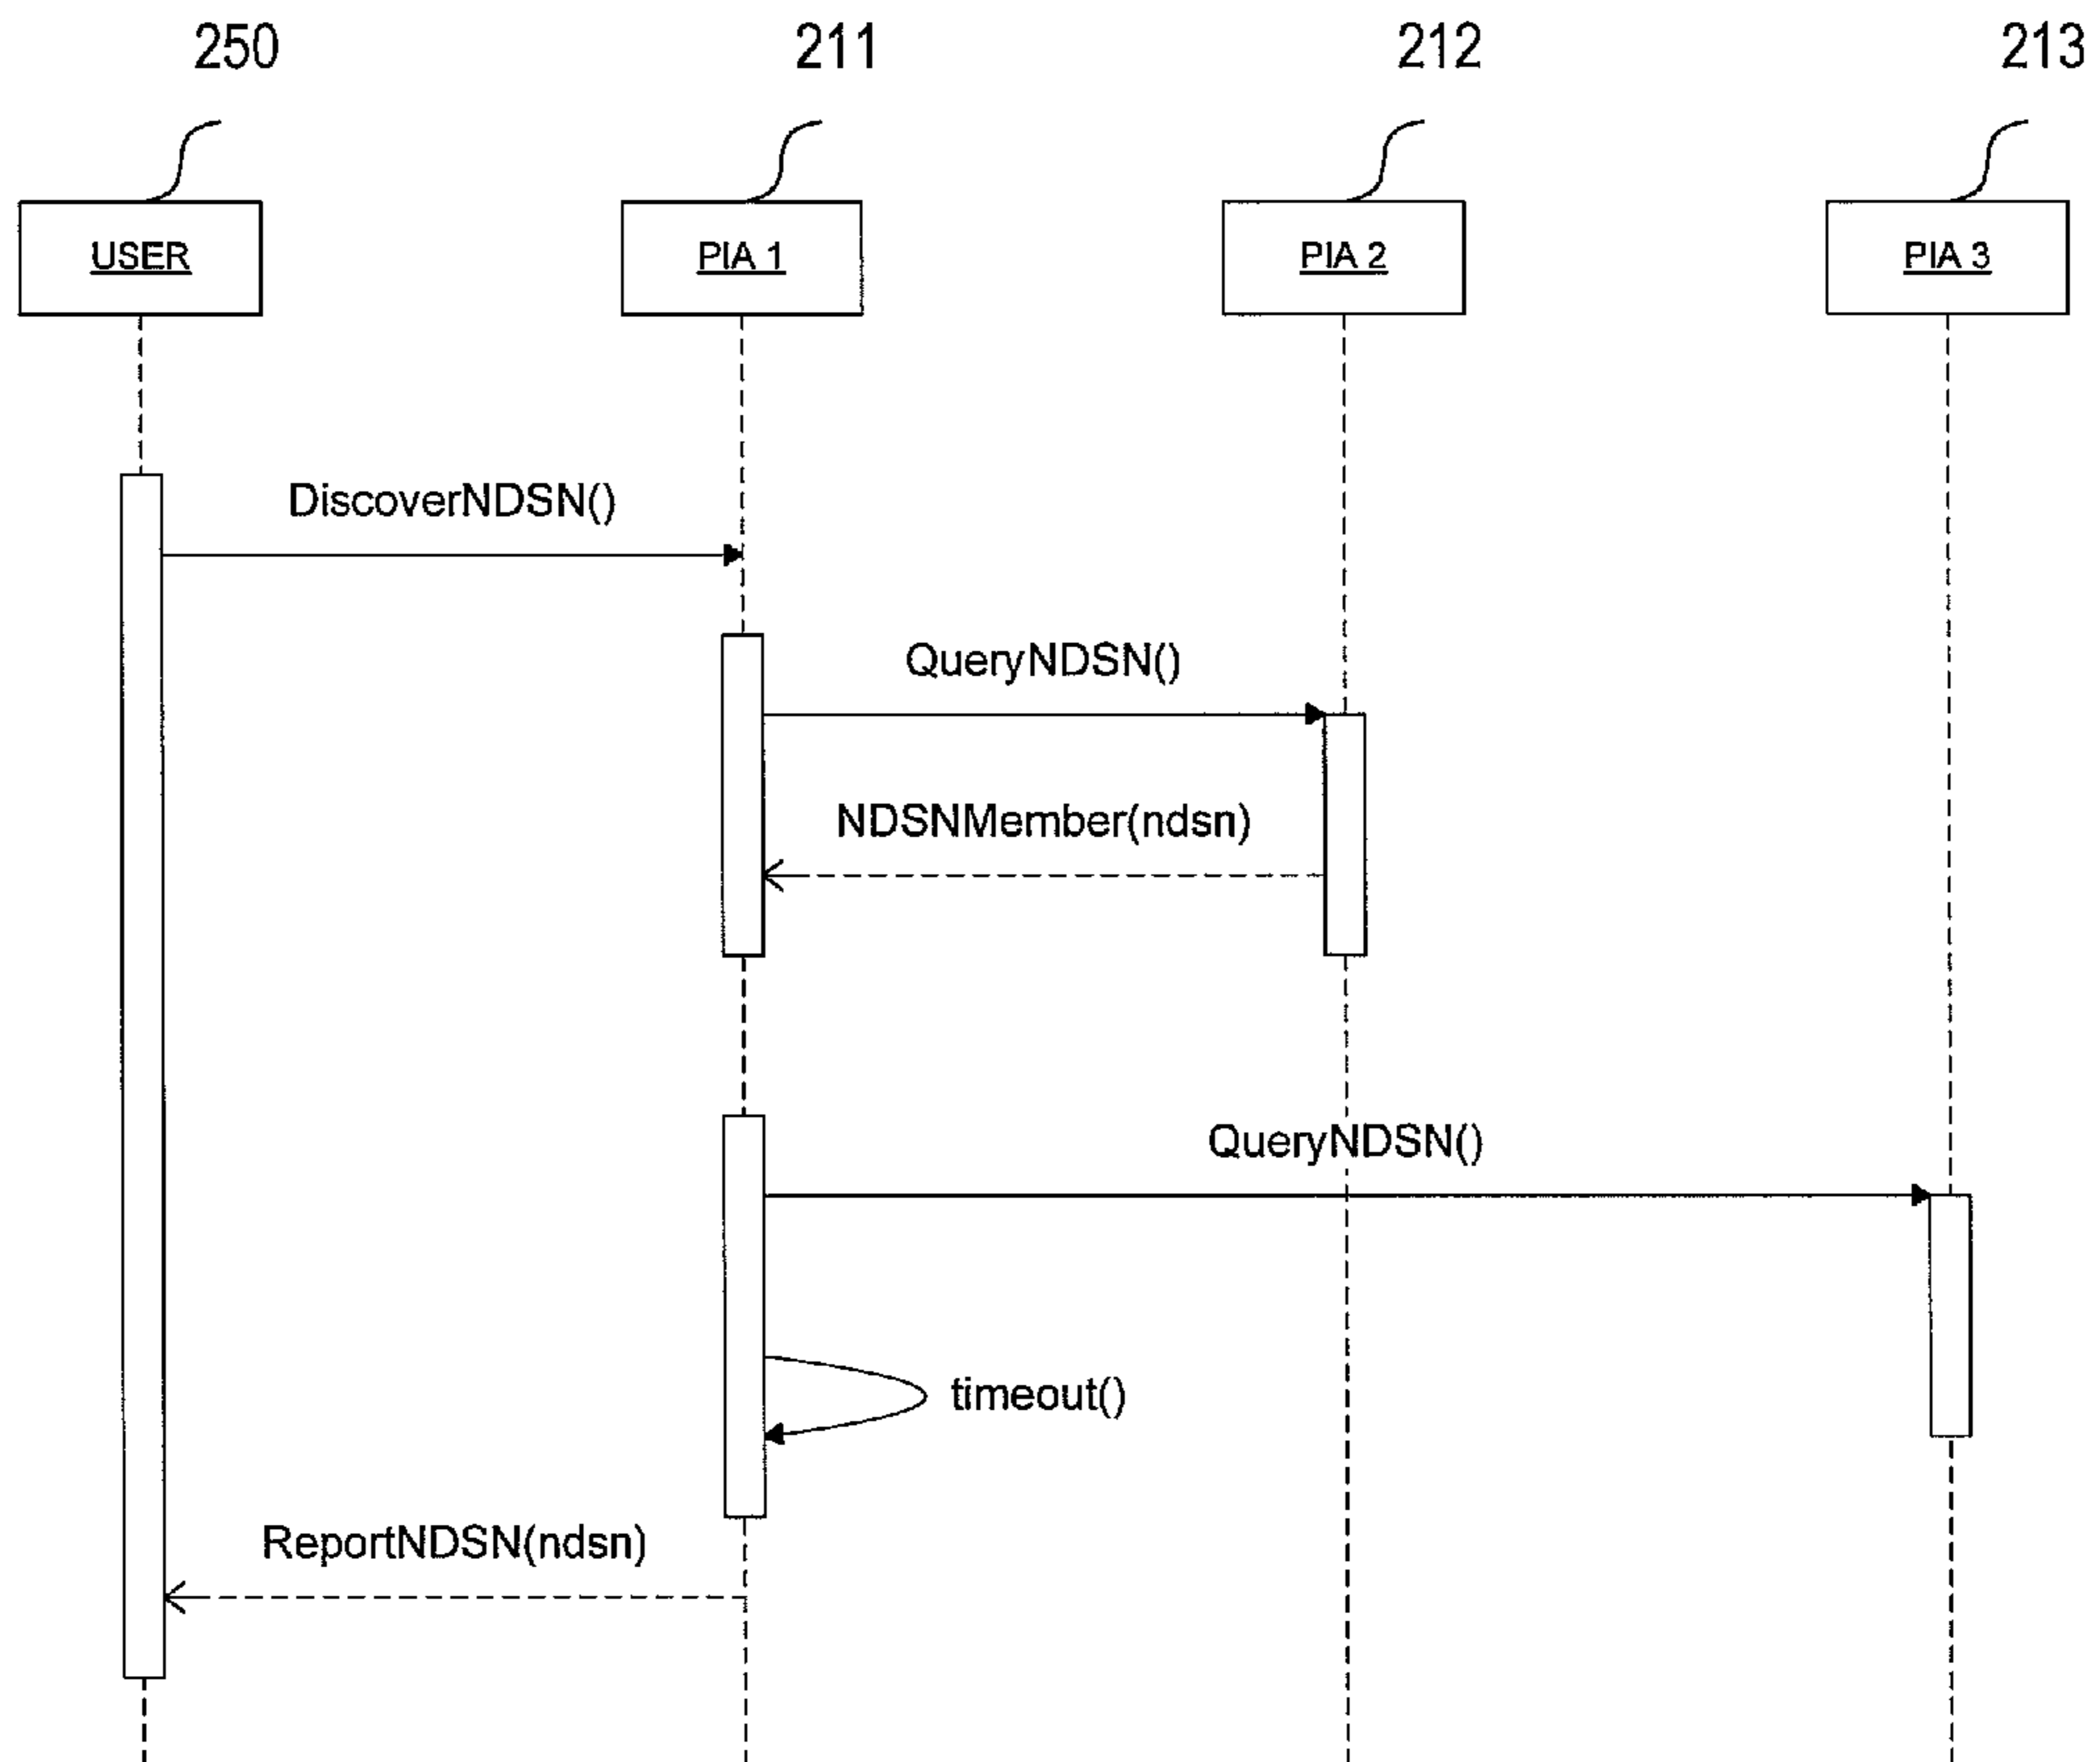 250
211
212
213
USER
PIA 1
PIA 2
PIA 3
DiscoverNDSN()
QueryNDSN()
NDSNMember(ndsn)
QueryNDSN()
timeout()
ReportNDSN(ndsn)